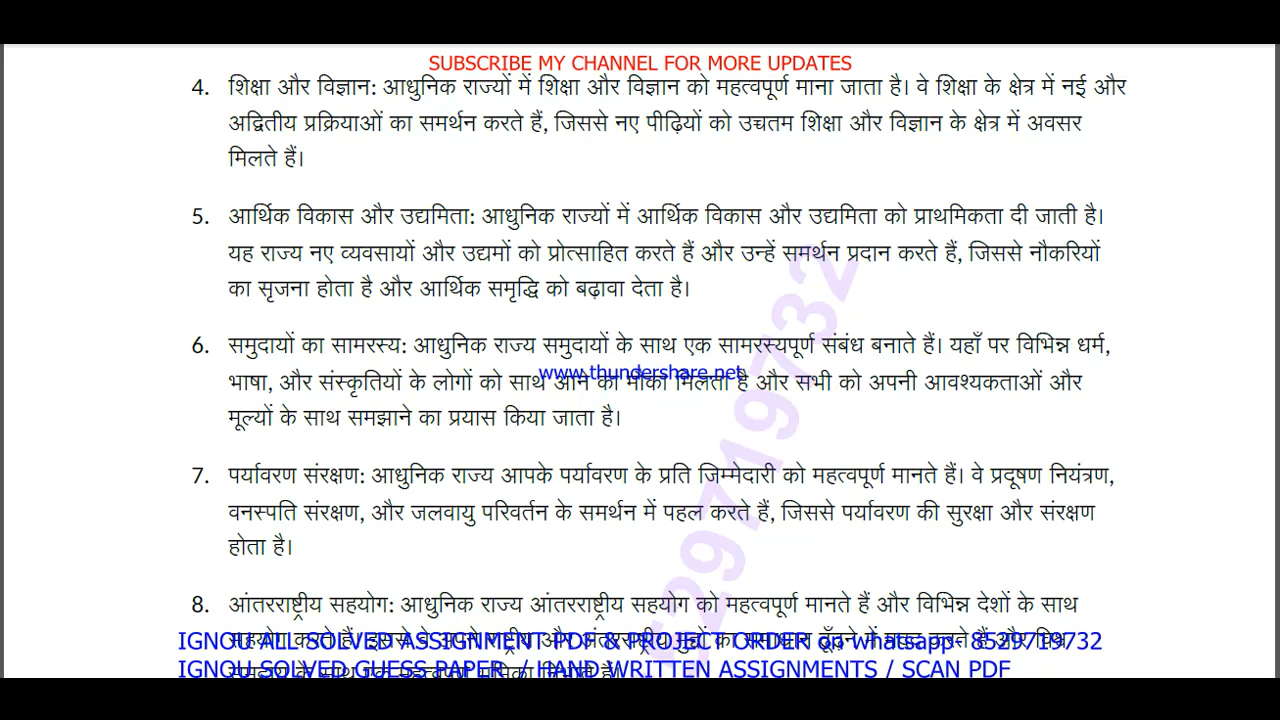 SUBSCRIBE MY CHANNEL FOR MORE UPDATES
4. शिक्षा और विज्ञान: आधुनिक राज्यों में शिक्षा और विज्ञान को महत्वपूर्ण माना जाता है। वे शिक्षा के क्षेत्र में नई और
अद्वितीय प्रक्रियाओं का समर्थन करते हैं, जिससे नए पीढ़ियों को उच्चतम शिक्षा और विज्ञान के क्षेत्र में अवसर
मिलते हैं।
5. आर्थिक विकास और उद्यमिता: आधुनिक राज्यों में आर्थिक विकास और उद्यमिता को प्राथमिकता दी जाती है।
यह राज्य नए व्यवसायों और उद्यमों को प्रोत्साहित करते हैं और उन्हें समर्थन प्रदान करते हैं, जिससे नौकरियों
का सृजना होता है और आर्थिक समृद्धि को बढ़ावा देता है।
6. समुदायों का सामरस्य: आधुनिक राज्य समुदायों के साथ एक सामरस्यपूर्ण संबंध बनाते हैं। यहाँ पर विभिन्न धर्म,
www.thundershare.net
भाषा, और संस्कृतियों के लोगों को साथ आने का मौका मिलता है और सभी को अपनी आवश्यकताओं और
मूल्यों के साथ समझाने का प्रयास किया जाता है।
7. पर्यावरण संरक्षण: आधुनिक राज्य आपके पर्यावरण के प्रति जिम्मेदारी को महत्वपूर्ण मानते हैं। वे प्रदूषण नियंत्रण,
वनस्पति संरक्षण, और जलवायु परिवर्तन के समर्थन में पहल करते हैं, जिससे पर्यावरण की सुरक्षा और संरक्षण
होता है।
8. आंतरराष्ट्रीय सहयोग: आधुनिक राज्य आंतरराष्ट्रीय सहयोग को महत्वपूर्ण मानते हैं और विभिन्न देशों के साथ
IGNOU ALL SOLVED ASSIGNMENT PDF & PROJECT ORDER on whatsapp- 8529719732
IGNOU SOLVED GUESS PAPER / HAND WRITTEN ASSIGNMENTS / SCAN PDF
8529719732